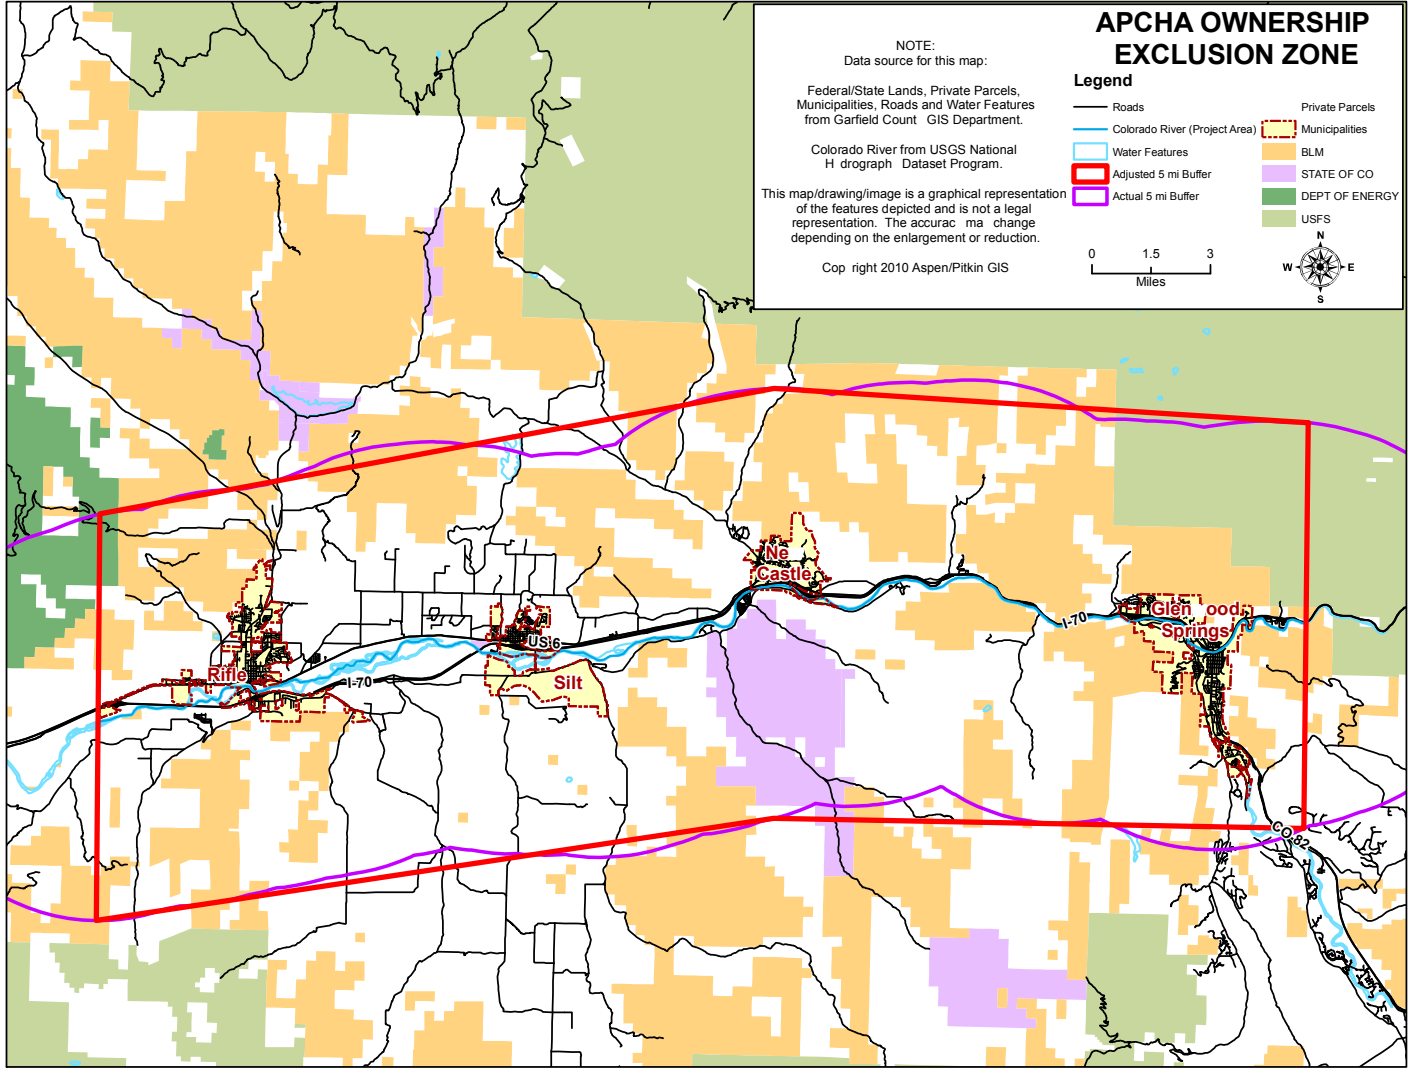 APCHA OWNERSHIP
EXCLUSION ZONE
NOTE:
Data source for this map:
Federal/State Lands, Private Parcels,
Municipalities, Roads and Water Features
from Garfield Count GIS Department.
Colorado River from USGS National
H drograph Dataset Program.
This map/drawing/image is a graphical representation
of the features depicted and is not a legal
representation. The accurac ma change
depending on the enlargement or reduction.
Cop right 2010 Aspen/Pitkin GIS
Legend
Roads
Colorado River (Project Area)
Water Features
Adjusted 5 mi Buffer
Actual 5 mi Buffer
Private Parcels
Municipalities
BLM
STATE OF CO
DEPT OF ENERGY
USFS
0 1.5 3
Miles
N
W E
S
Ne
Castle
Glen ood
Springs
I-70
US 6
Rifle
I-70
Silt
CO 82